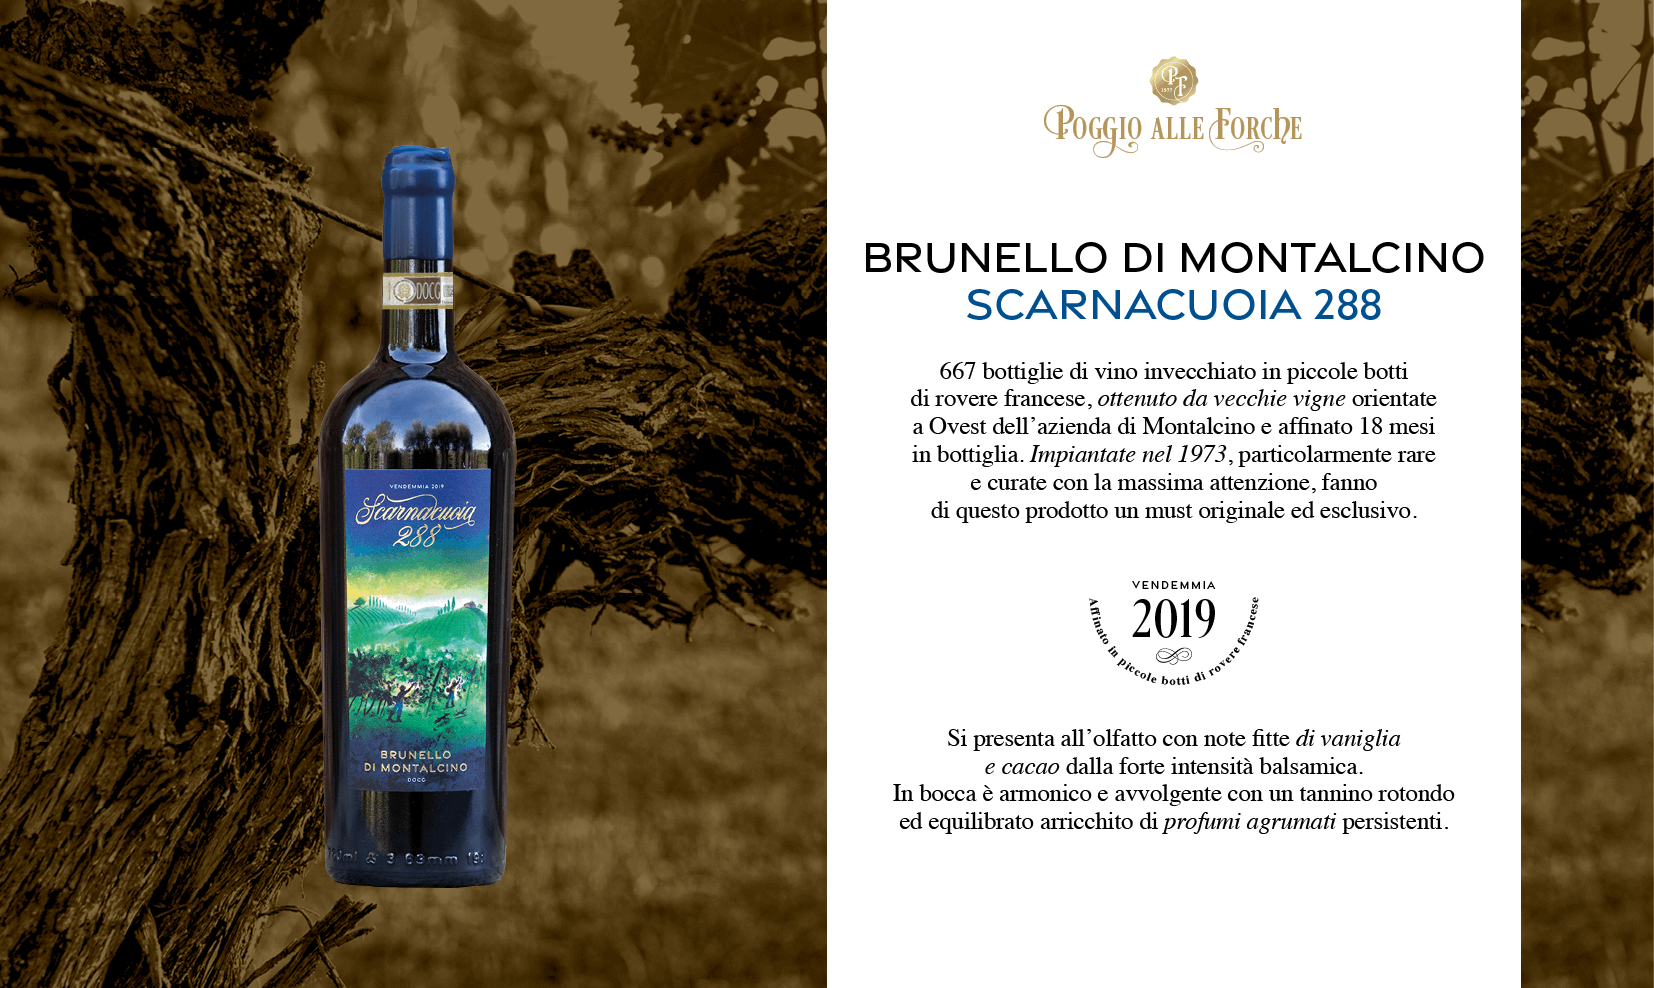 DOCG
VENDEMMIA 2019
Scarnacuoia
288
BRUNELLO
DI MONTALCINO
DOCG
3 63mm
PF
1877
POGGIO ALLE FORCHE
BRUNELLO DI MONTALCINO
SCARNACUOIA 288
667 bottiglie di vino invecchiato in piccole botti
di rovere francese, ottenuto da vecchie vigne orientate
a Ovest dell’azienda di Montalcino e affinato 18 mesi
in bottiglia. Impiantate nel 1973, particolarmente rare
e curate con la massima attenzione, fanno
di questo prodotto un must originale ed esclusivo.
VENDEMMIA
2019
Affinato in piccole botti di rovere francese
Si presenta all’olfatto con note fitte di vaniglia
e cacao dalla forte intensità balsamica.
In bocca è armonico e avvolgente con un tannino rotondo
ed equilibrato arricchito di profumi agrumati persistenti.